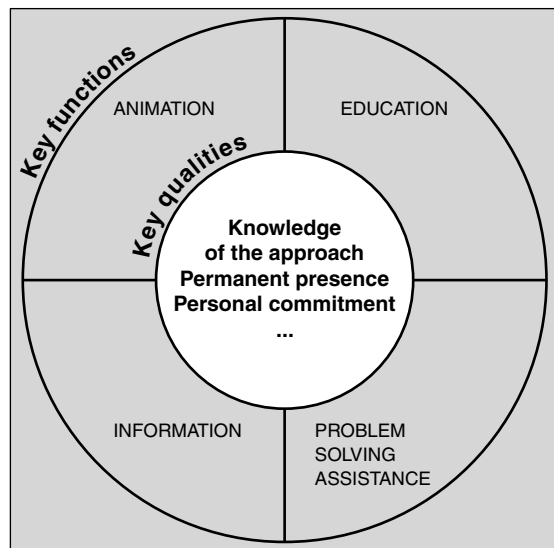 Key functions
ANIMATION
EDUCATION
Key qualities
Knowledge
of the approach
Permanent presence
Personal commitment
...
INFORMATION
PROBLEM
SOLVING
ASSISTANCE